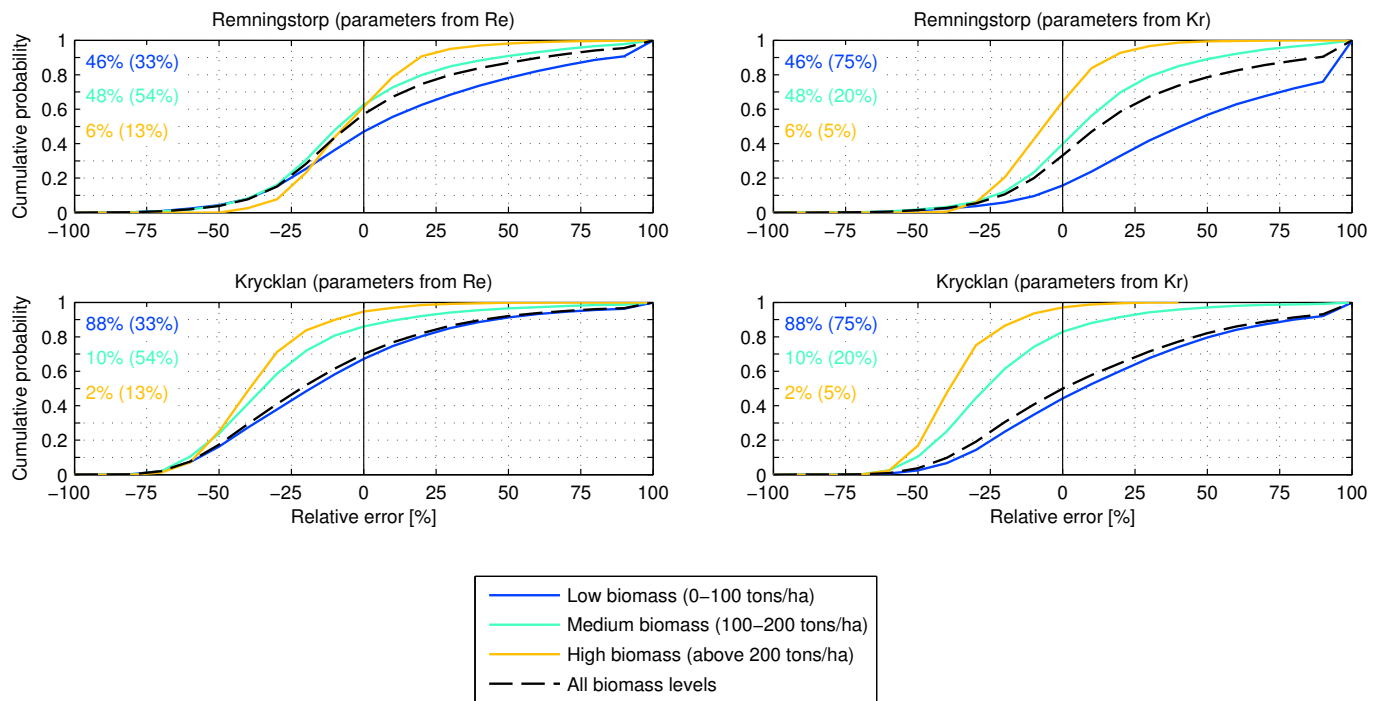 Remningstorp (parameters from Re)
Cumulative probability
1
0.8
0.6
0.4
0.2
0
46% (33%)
48% (54%)
6% (13%)
−100 −75 −50 −25 0 25 50 75 100
Remningstorp (parameters from Kr)
1
0.8
0.6
0.4
0.2
0
46% (75%)
48% (20%)
6% (5%)
−100 −75 −50 −25 0 25 50 75 100
Krycklan (parameters from Re)
Cumulative probability
1
0.8
0.6
0.4
0.2
0
88% (33%)
10% (54%)
2% (13%)
−100 −75 −50 −25 0 25 50 75 100
Relative error [%]
Krycklan (parameters from Kr)
1
0.8
0.6
0.4
0.2
0
88% (75%)
10% (20%)
2% (5%)
−100 −75 −50 −25 0 25 50 75 100
Relative error [%]
Low biomass (0−100 tons/ha)
Medium biomass (100−200 tons/ha)
High biomass (above 200 tons/ha)
All biomass levels